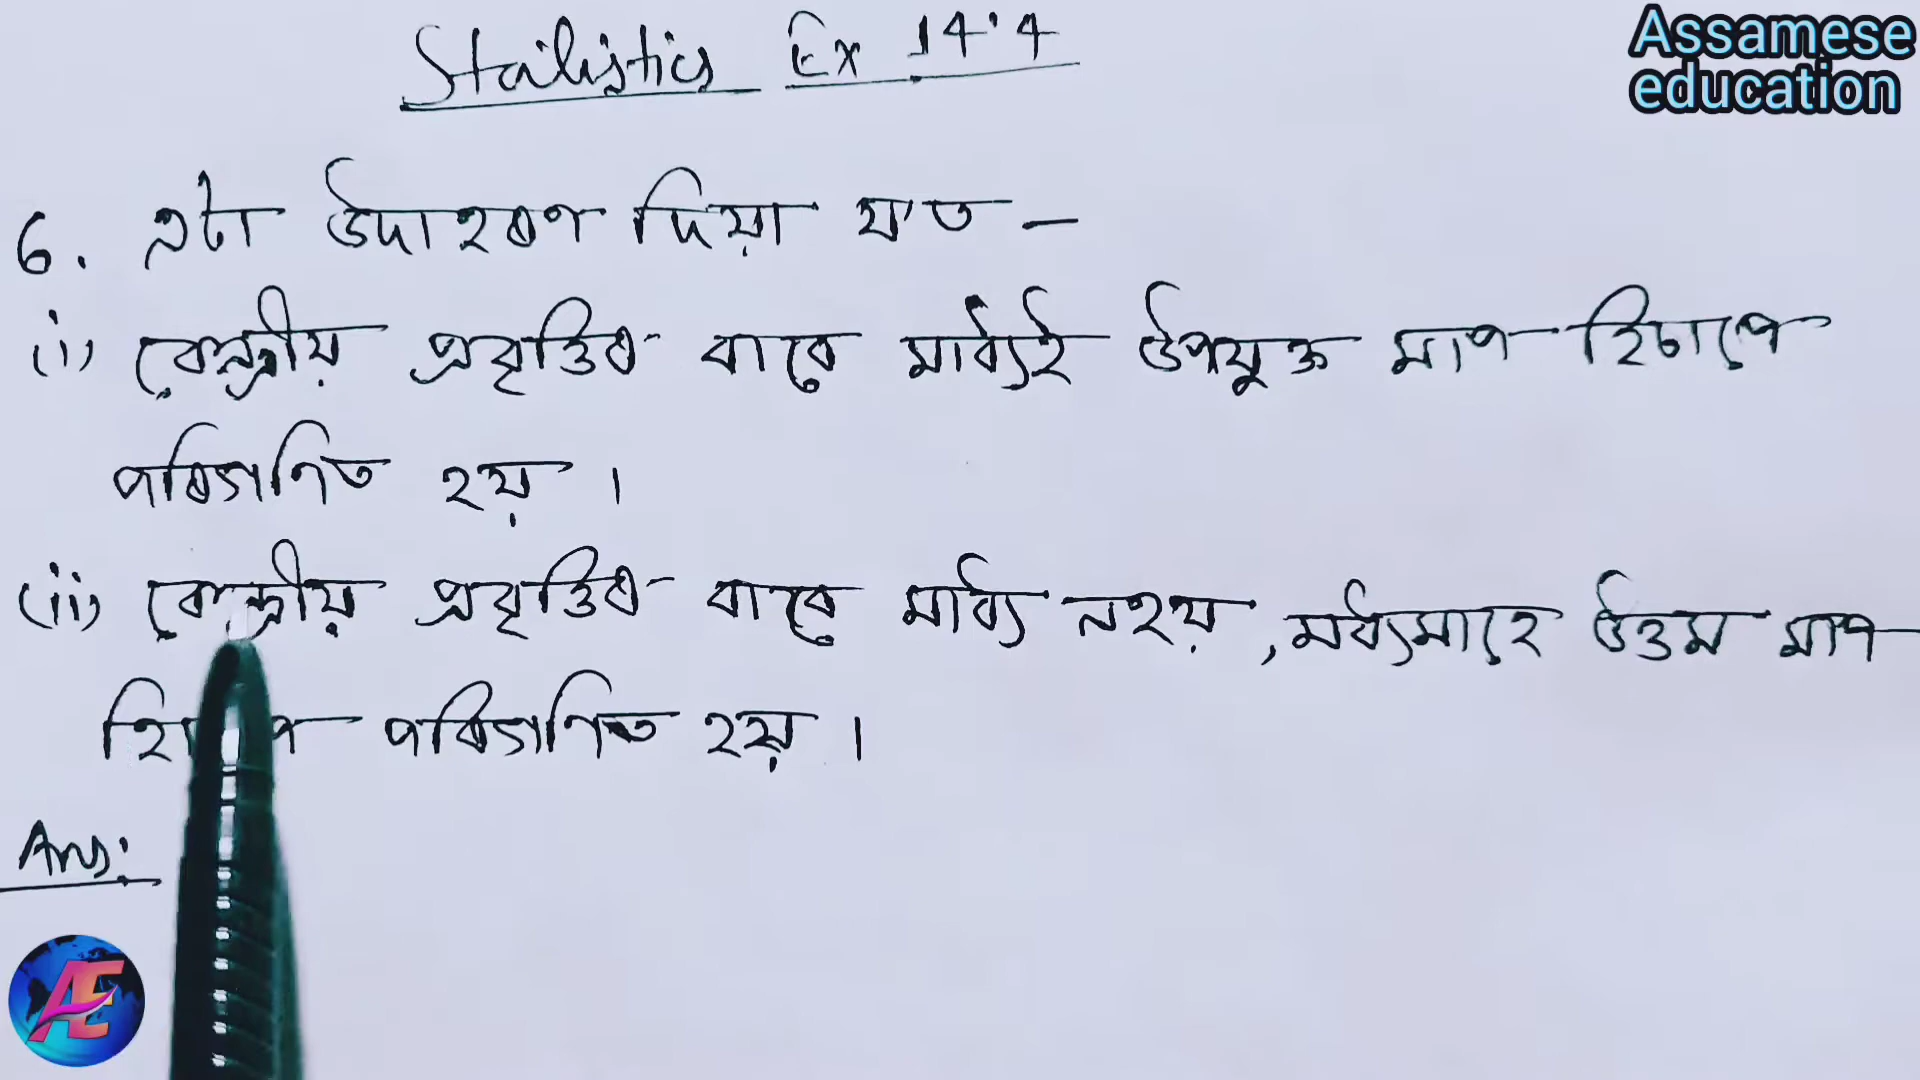 Statistics Ex 14.4
Assamese
education
6. এটা উদাহৰণ দিয়া য'ত –
(i) কেন্দ্ৰীয় প্ৰবৃত্তিৰ বাবে মাধ্যই উপযুক্ত মাপ হিচাপে
পৰিগণিত হয় ।
(ii) কেন্দ্ৰীয় প্ৰবৃত্তিৰ বাবে মাধ্য নহয়, মধ্যমাহে উত্তম মাপ
পৰিগণিত হয় ।
Ans:
AE